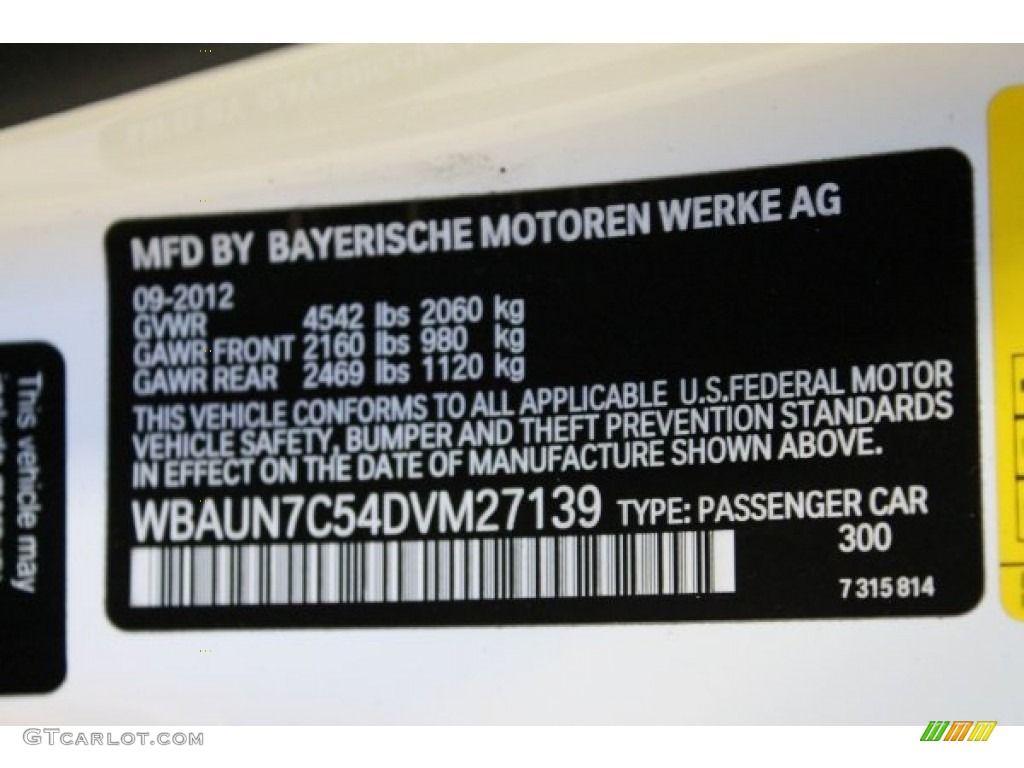 MFD BY BAYERISCHE MOTOREN WERKE AG
09-2012
GVWR 4542 lbs 2060 kg
GAWR FRONT 2160 lbs 980 kg
GAWR REAR 2469 lbs 1120 kg
THIS VEHICLE CONFORMS TO ALL APPLICABLE U.S.FEDERAL MOTOR
VEHICLE SAFETY, BUMPER AND THEFT PREVENTION STANDARDS
IN EFFECT ON THE DATE OF MANUFACTURE SHOWN ABOVE.
WBAUN7C54DVM27139 TYPE: PASSENGER CAR
300
7 315 814
This vehicle may
GTCARLOT.COM